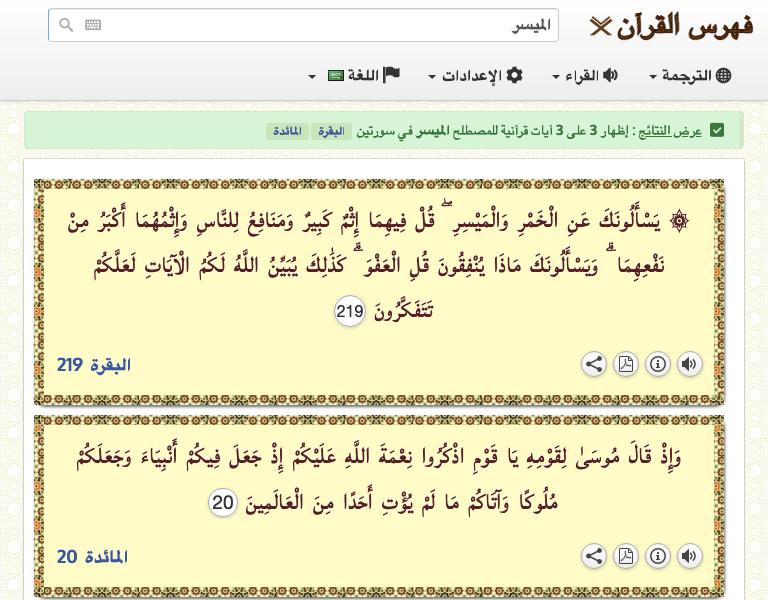 فهرس القرآن
الميسر
الترجمة
القراء
الإعدادات
اللغة
عرض النتائج : إظهار 3 على 3 آيات قرآنية للمصطلح الميسر في سورتين البقرة المائدة
۞ يَسْأَلُونَكَ عَنِ الْخَمْرِ وَالْمَيْسِرِ ۖ قُلْ فِيهِمَا إِثْمٌ كَبِيرٌ وَمَنَافِعُ لِلنَّاسِ وَإِثْمُهُمَا أَكْبَرُ مِنْ
نَفْعِهِمَا ۗ وَيَسْأَلُونَكَ مَاذَا يُنْفِقُونَ قُلِ الْعَفْوَ ۗ كَذَٰلِكَ يُبَيِّنُ اللَّهُ لَكُمُ الْآيَاتِ لَعَلَّكُمْ
تَتَفَكَّرُونَ 219
البقرة 219
وَإِذْ قَالَ مُوسَىٰ لِقَوْمِهِ يَا قَوْمِ اذْكُرُوا نِعْمَةَ اللَّهِ عَلَيْكُمْ إِذْ جَعَلَ فِيكُمْ أَنْبِيَاءَ وَجَعَلَكُمْ
مُلُوكًا وَآتَاكُمْ مَا لَمْ يُؤْتِ أَحَدًا مِنَ الْعَالَمِينَ 20
المائدة 20